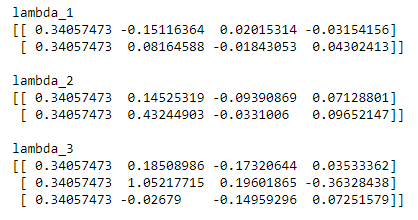 lambda_1
[[ 0.34057473 -0.15116364  0.02015314 -0.03154156]
 [ 0.34057473  0.08164588 -0.01843053  0.04302413]]
lambda_2
[[ 0.34057473  0.14525319 -0.09390869  0.07128801]
 [ 0.34057473  0.43244903 -0.0331006   0.09652147]]
lambda_3
[[ 0.34057473  0.18508986 -0.17320644  0.03533362]
 [ 0.34057473  1.05217715  0.19601865 -0.36328438]
 [ 0.34057473 -0.02679    -0.14959296  0.07251579]]